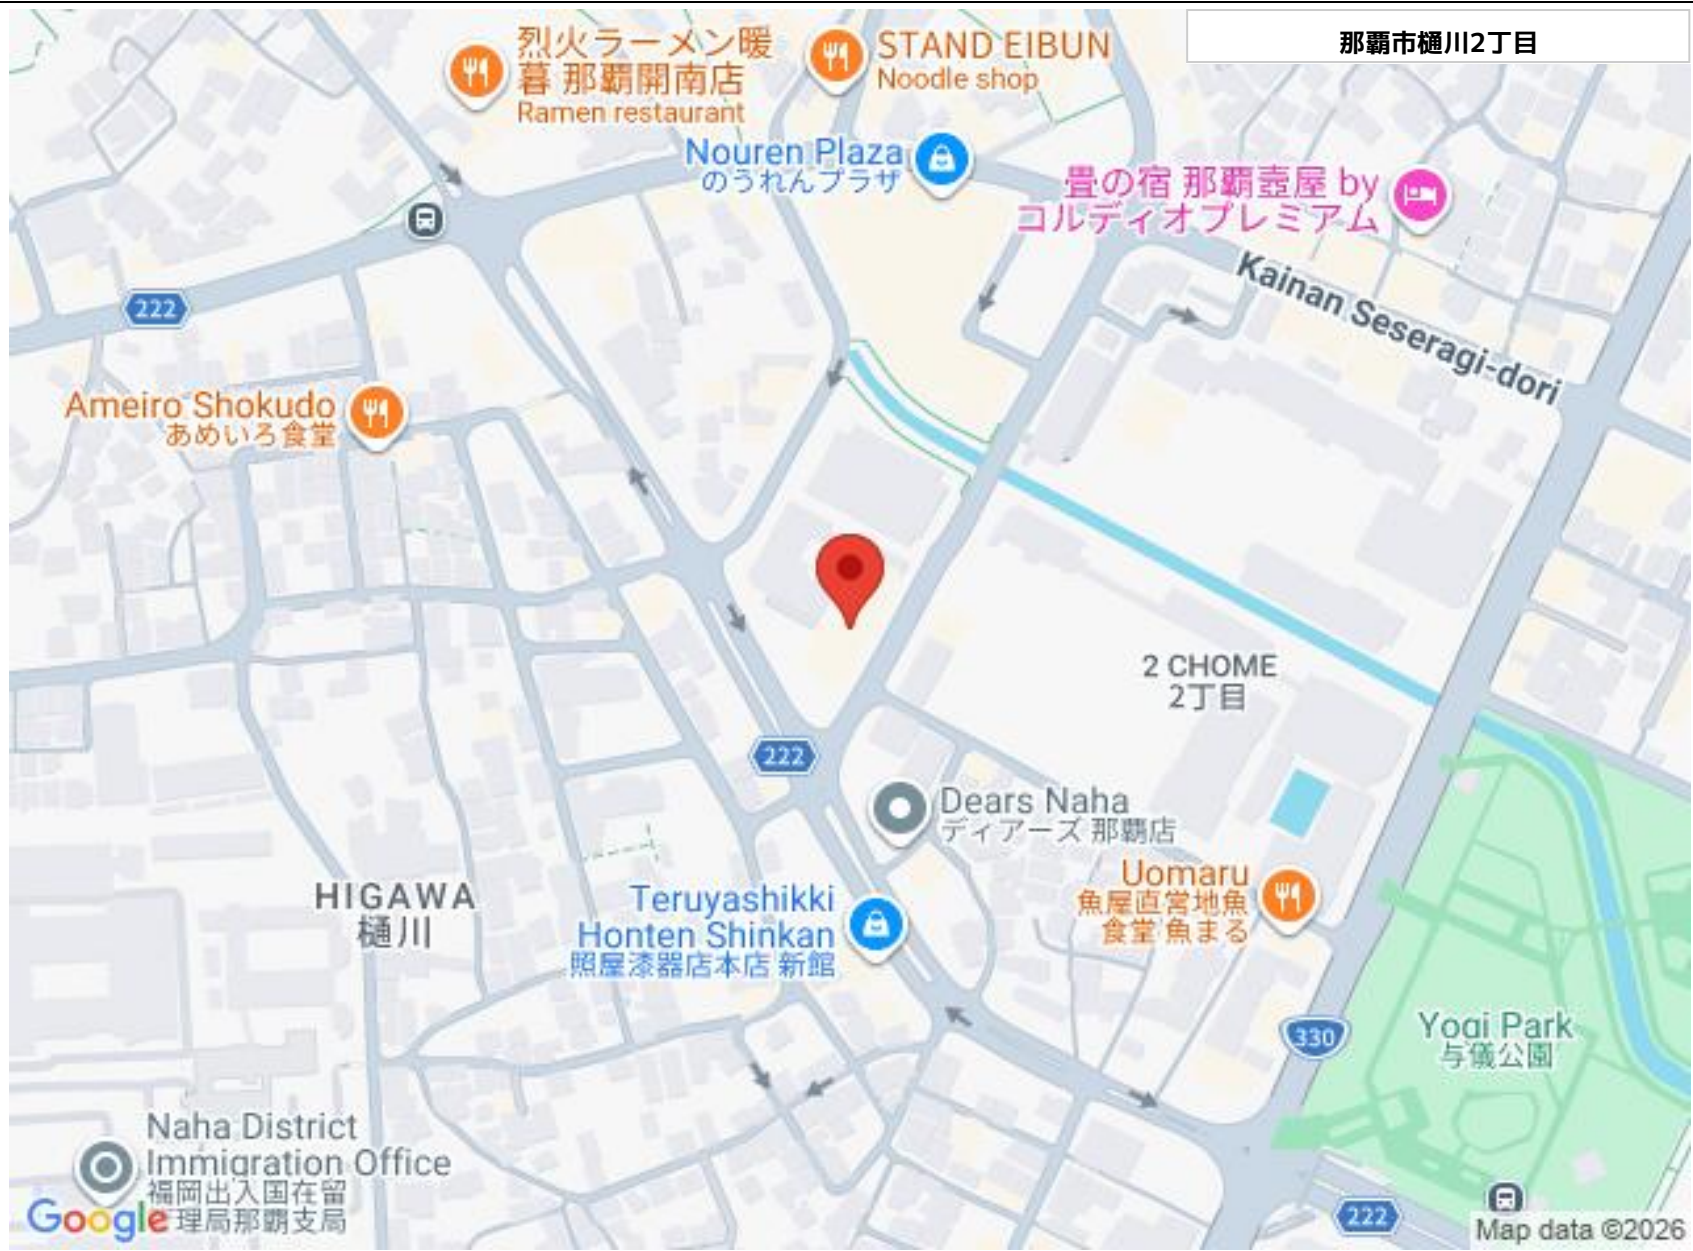 那覇市樋川2丁目
烈火ラーメン暖
暮 那覇開南店
Ramen restaurant
STAND EIBUN
Noodle shop
Nouren Plaza
のうれんプラザ
畳の宿 那覇壺屋 by
コルディオプレミアム
Kainan Seseragi-dori
222
Ameiro Shokudo
あめいろ食堂
2 CHOME
2丁目
222
Dears Naha
ディアーズ 那覇店
Uomaru
魚屋直営地魚
食堂 魚まる
HIGAWA
樋川
Teruyashikki
Honten Shinkan
照屋漆器店本店 新館
330
Yogi Park
与儀公園
Naha District
Immigration Office
福岡出入国在留
理局那覇支局
Google
222
Map data ©2026